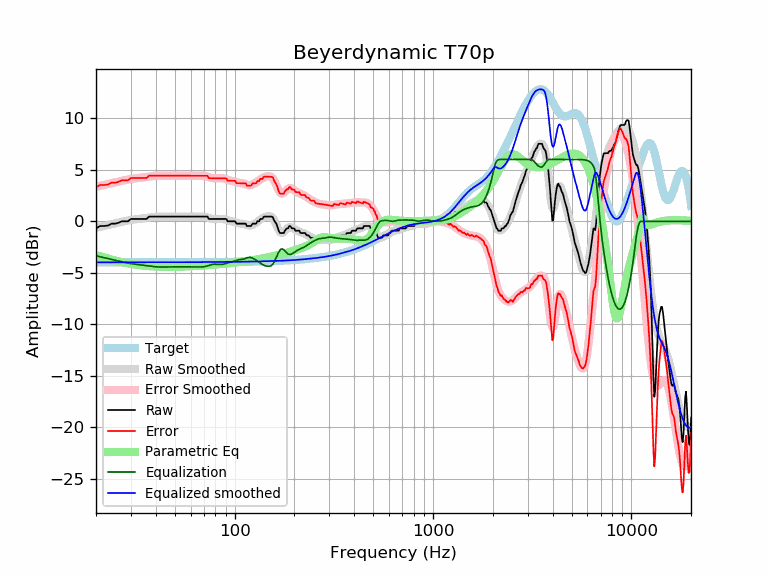 Beyerdynamic T70p
Amplitude (dBr)
10
5
0
−5
−10
−15
−20
−25
Target
Raw Smoothed
Error Smoothed
Raw
Error
Parametric Eq
Equalization
Equalized smoothed
100
1000
10000
Frequency (Hz)